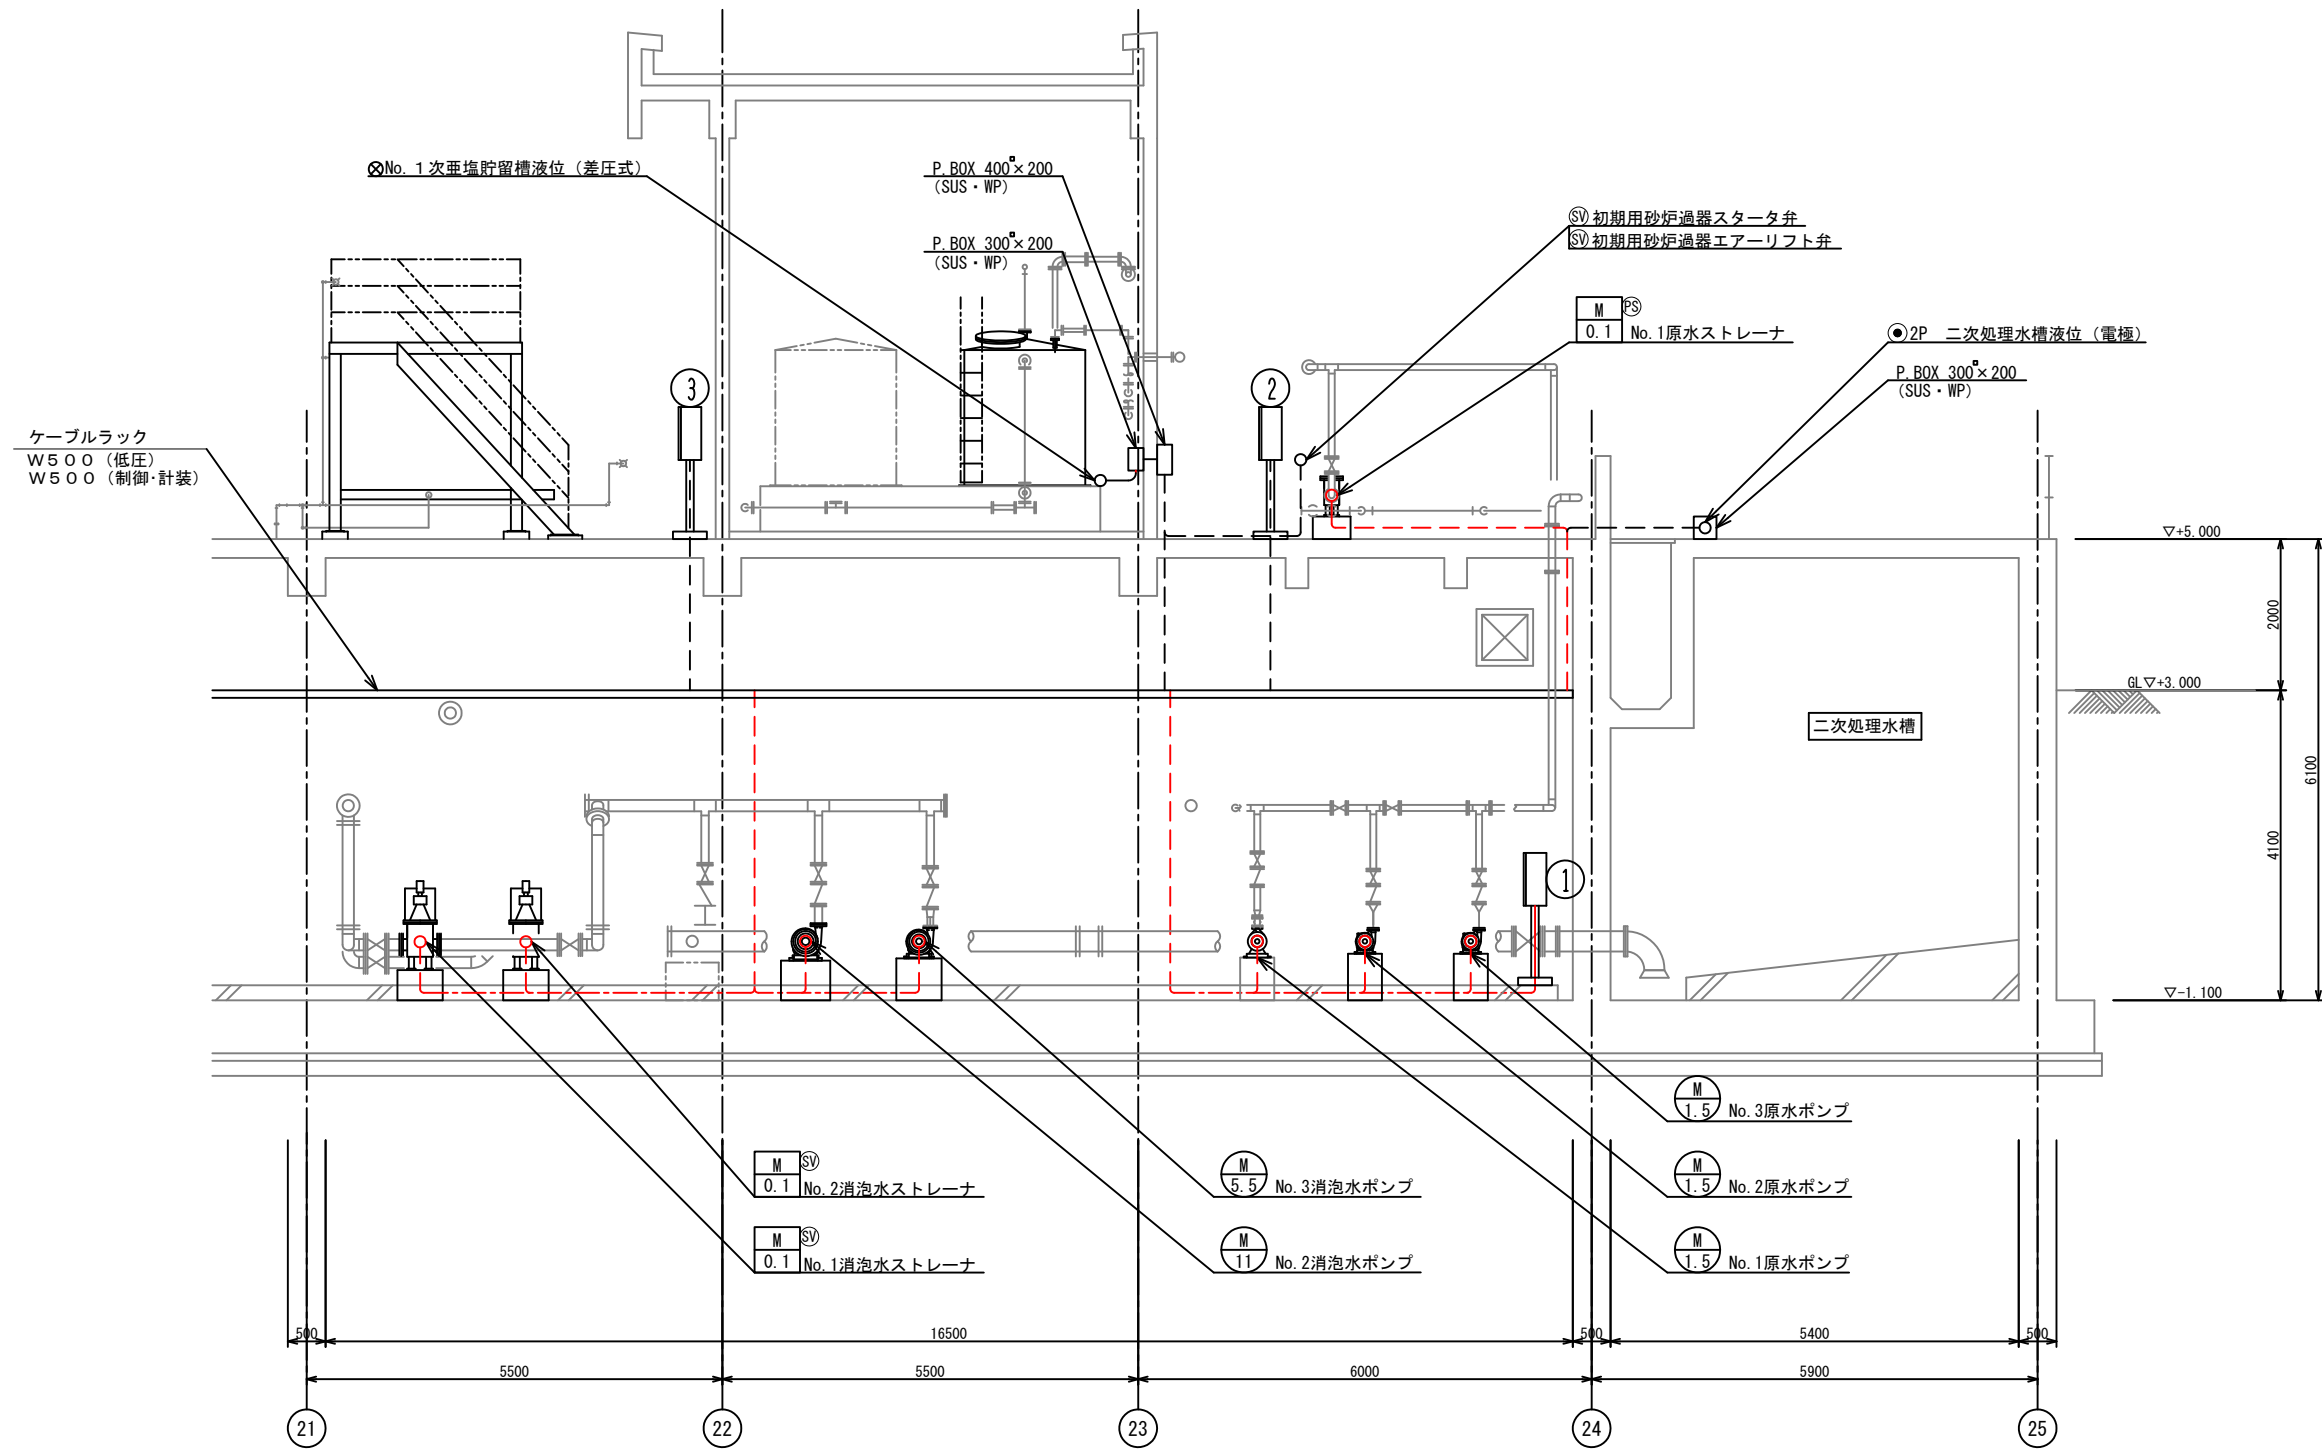 ⊗No.1次亜塩貯留槽液位（差圧式）
P.BOX 400□×200
(SUS・WP)
P.BOX 300□×200
(SUS・WP)
SV 初期用砂炉過器スタータ弁
SV 初期用砂炉過器エアーリフト弁
M PS
0.1 No.1原水ストレーナ
2P 二次処理水槽液位（電極）
P.BOX 300□×200
(SUS・WP)
3
2
ケーブルラック
W500（低圧）
W500（制御･計装）
▽+5.000
2000
GL▽+3.000
二次処理水槽
6100
4100
1
▽-1.100
M
1.5 No.3原水ポンプ
M SV
0.1 No.2消泡水ストレーナ
M
5.5 No.3消泡水ポンプ
M
1.5 No.2原水ポンプ
M SV
0.1 No.1消泡水ストレーナ
M
11 No.2消泡水ポンプ
M
1.5 No.1原水ポンプ
500 16500 500 5400 500
5500 5500 6000 5900
21 22 23 24 25